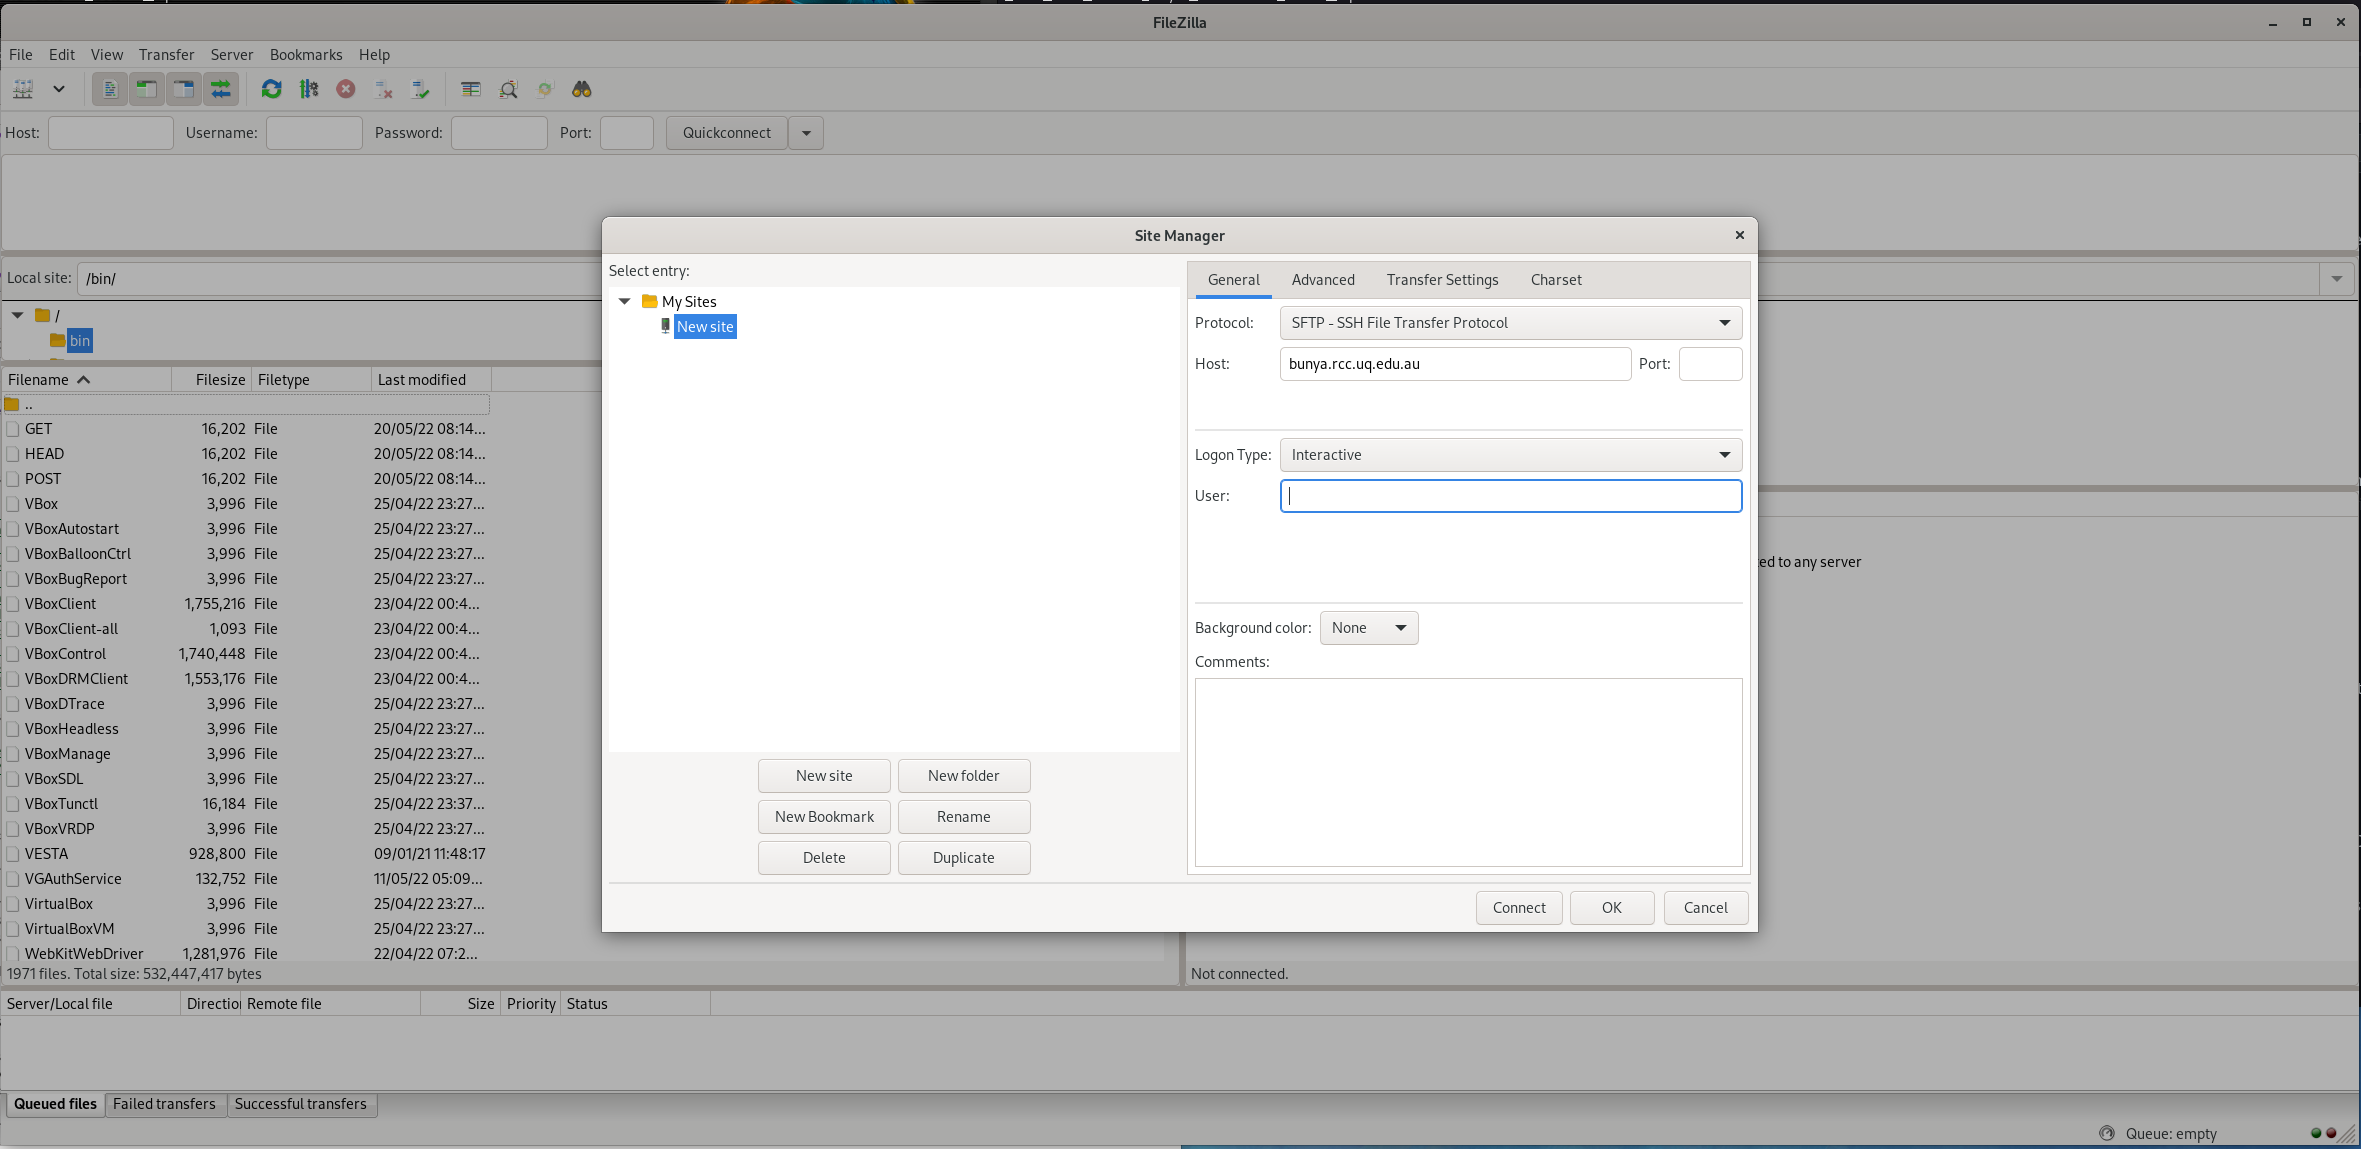 FileZilla
File Edit View Transfer Server Bookmarks Help
Host: Username: Password: Port: Quickconnect
Local site: /bin/
/
bin
Filename Filesize Filetype Last modified
..
GET 16,202 File 20/05/22 08:14...
HEAD 16,202 File 20/05/22 08:14...
POST 16,202 File 20/05/22 08:14...
VBox 3,996 File 25/04/22 23:27...
VBoxAutostart 3,996 File 25/04/22 23:27...
VBoxBalloonCtrl 3,996 File 25/04/22 23:27...
VBoxBugReport 3,996 File 25/04/22 23:27...
VBoxClient 1,755,216 File 23/04/22 00:4...
VBoxClient-all 1,093 File 23/04/22 00:4...
VBoxControl 1,740,448 File 23/04/22 00:4...
VBoxDRMClient 1,553,176 File 23/04/22 00:4...
VBoxDTrace 3,996 File 25/04/22 23:27...
VBoxHeadless 3,996 File 25/04/22 23:27...
VBoxManage 3,996 File 25/04/22 23:27...
VBoxSDL 3,996 File 25/04/22 23:27...
VBoxTunctl 16,184 File 25/04/22 23:37...
VBoxVRDP 3,996 File 25/04/22 23:27...
VESTA 928,800 File 09/01/21 11:48:17
VGAuthService 132,752 File 11/05/22 05:09...
VirtualBox 3,996 File 25/04/22 23:27...
VirtualBoxVM 3,996 File 25/04/22 23:27...
WebKitWebDriver 1,281,976 File 22/04/22 07:2...
1971 files. Total size: 532,447,417 bytes
Site Manager
Select entry:
My Sites
New site
New site New folder
New Bookmark Rename
Delete Duplicate
General Advanced Transfer Settings Charset
Protocol: SFTP - SSH File Transfer Protocol
Host: bunya.rcc.uq.edu.au Port:
Logon Type: Interactive
User:
Background color: None
Comments:
Connect OK Cancel
ed to any server
Not connected.
Server/Local file Direction Remote file Size Priority Status
Queued files Failed transfers Successful transfers
Queue: empty